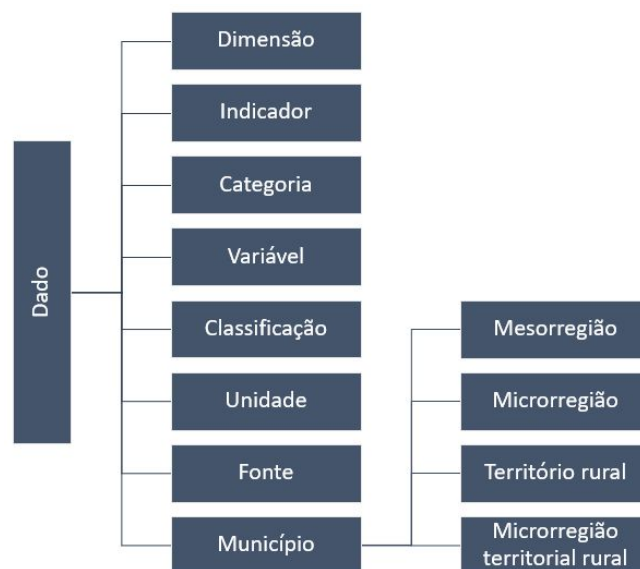 Dado
Dimensão
Indicador
Categoria
Variável
Classificação
Unidade
Fonte
Município
Mesorregião
Microrregião
Território rural
Microrregião
territorial rural